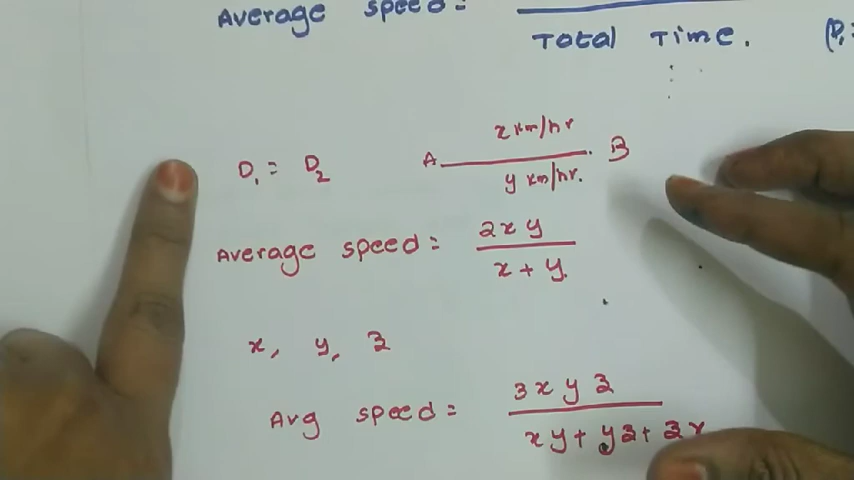 Average speed =
Total Time.
(D₁ =
x km/hr
D₁ = D₂ A B
y km/hr.
Average speed = 2xy
x + y.
x, y, z
Avg speed = 3xyz
xy + yz + zx